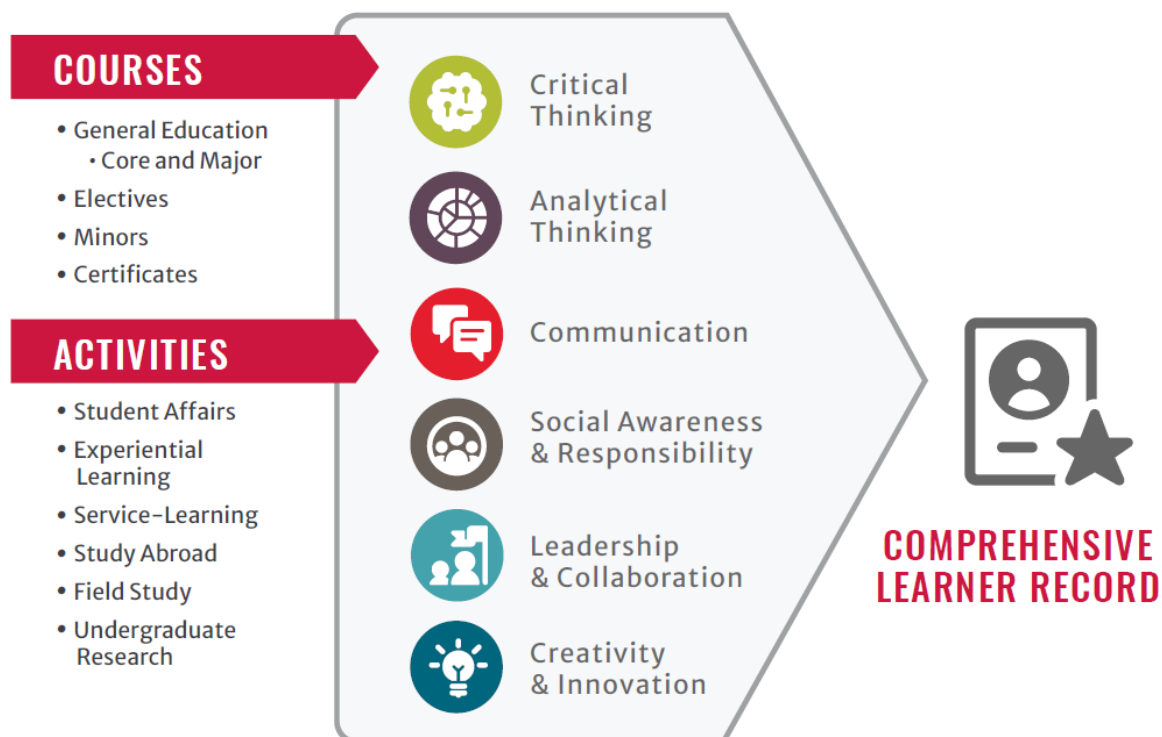 COURSES
• General Education
• Core and Major
• Electives
• Minors
• Certificates
ACTIVITIES
• Student Affairs
• Experiential
Learning
• Service-Learning
• Study Abroad
• Field Study
• Undergraduate
Research
Critical
Thinking
Analytical
Thinking
Communication
Social Awareness
& Responsibility
Leadership
& Collaboration
Creativity
& Innovation
COMPREHENSIVE
LEARNER RECORD